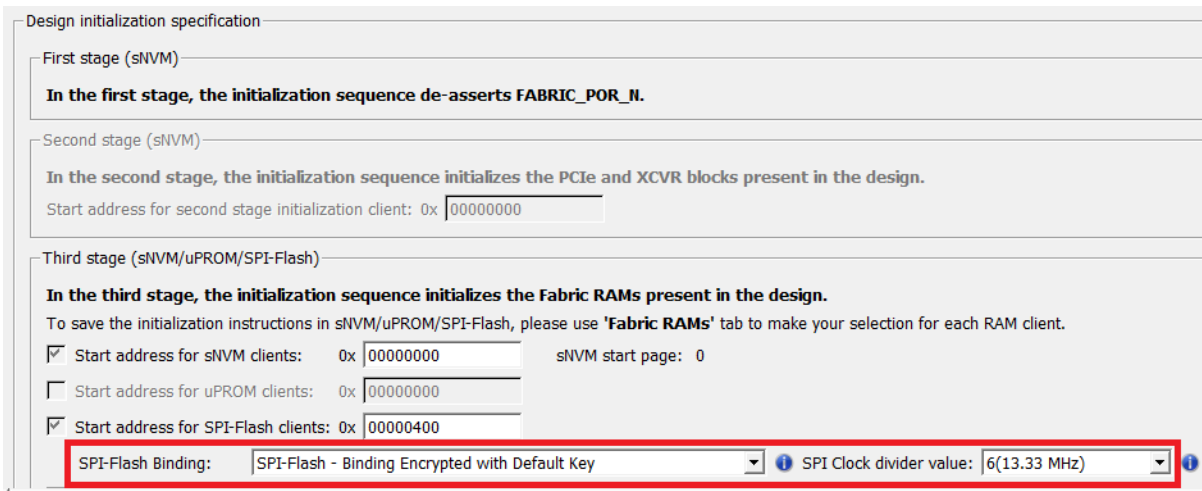 Design initialization specification
First stage (sNVM)
In the first stage, the initialization sequence de-asserts FABRIC_POR_N.
Second stage (sNVM)
In the second stage, the initialization sequence initializes the PCIe and XCVR blocks present in the design.
Start address for second stage initialization client: 0x 00000000
Third stage (sNVM/uPROM/SPI-Flash)
In the third stage, the initialization sequence initializes the Fabric RAMs present in the design.
To save the initialization instructions in sNVM/uPROM/SPI-Flash, please use 'Fabric RAMs' tab to make your selection for each RAM client.
Start address for sNVM clients: 0x 00000000 sNVM start page: 0
Start address for uPROM clients: 0x 00000000
Start address for SPI-Flash clients: 0x 00000400
SPI-Flash Binding: SPI-Flash - Binding Encrypted with Default Key SPI Clock divider value: 6(13.33 MHz)